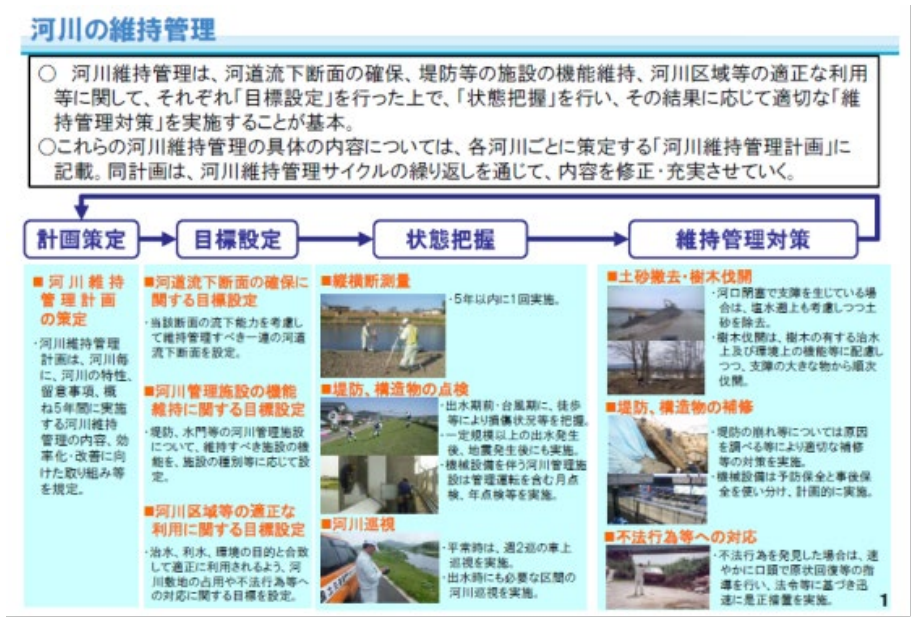 河川の維持管理
○　河川維持管理は、河道流下断面の確保、堤防等の施設の機能維持、河川区域等の適正な利用
等に関して、それぞれ「目標設定」を行った上で、「状態把握」を行い、その結果に応じて適切な「維
持管理対策」を実施することが基本。
○これらの河川維持管理の具体の内容については、各河川ごとに策定する「河川維持管理計画」に
記載。同計画は、河川維持管理サイクルの繰り返しを通じて、内容を修正・充実させていく。
計画策定
目標設定
状態把握
維持管理対策
■河川維持
管理計画
の策定
・河川維持管理
計画は、河川毎
に、河川の特性、
留意事項、概
ね5年間に実施
する河川維持
管理の内容、効
率化・改善に向
けた取り組み等
を規定。
■河道流下断面の確保に
関する目標設定
・当該断面の流下能力を考慮し
て維持管理すべき一連の河道
流下断面を設定。
■河川管理施設の機能
維持に関する目標設定
・堤防、水門等の河川管理施設
について、維持すべき施設の機
能を、施設の種別等に応じて設
定。
■河川区域等の適正な
利用に関する目標設定
・治水、利水、環境の目的と合致
して適正に利用されるよう、河
川敷地の占用や不法行為等へ
の対応に関する目標を設定。
■縦横断測量
・5年以内に1回実施。
■堤防、構造物の点検
・出水期前・台風期に、徒歩
等により損傷状況等を把握。
・一定規模以上の出水発生
後、地震発生後にも実施。
・機械設備を伴う河川管理施
設は管理運転を含む月点
検、年点検等を実施。
■河川巡視
・平常時は、週2巡の車上
巡視を実施。
・出水時にも必要な区間の
河川巡視を実施。
■土砂撤去・樹木伐開
・河口閉塞で支障を生じている場
合は、塩水遡上も考慮しつつ土
砂を除去。
・樹木伐開は、樹木の有する治水
上及び環境上の機能等に配慮し
つつ、支障の大きな物から順次
伐開。
■堤防、構造物の補修
・堤防の崩れ等については原因
を調べる等により適切な補修
等の対策を実施。
・機械設備は予防保全と事後保
全を使い分け、計画的に実施。
■不法行為等への対応
・不法行為を発見した場合は、速
やかに口頭で原状回復等の指
導を行い、法令等に基づき迅
速に是正措置を実施。
1